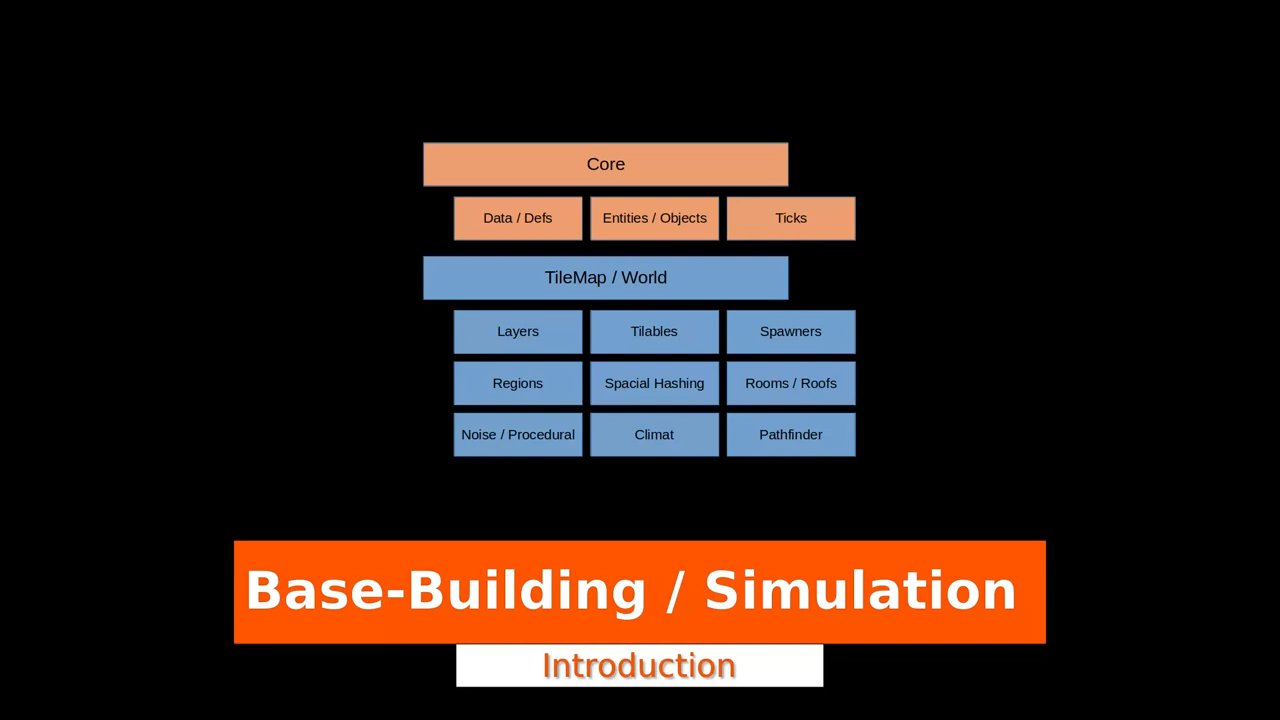 Core
Data / Defs
Entities / Objects
Ticks
TileMap / World
Layers
Tilables
Spawners
Regions
Spacial Hashing
Rooms / Roofs
Noise / Procedural
Climat
Pathfinder
Base-Building / Simulation
Introduction